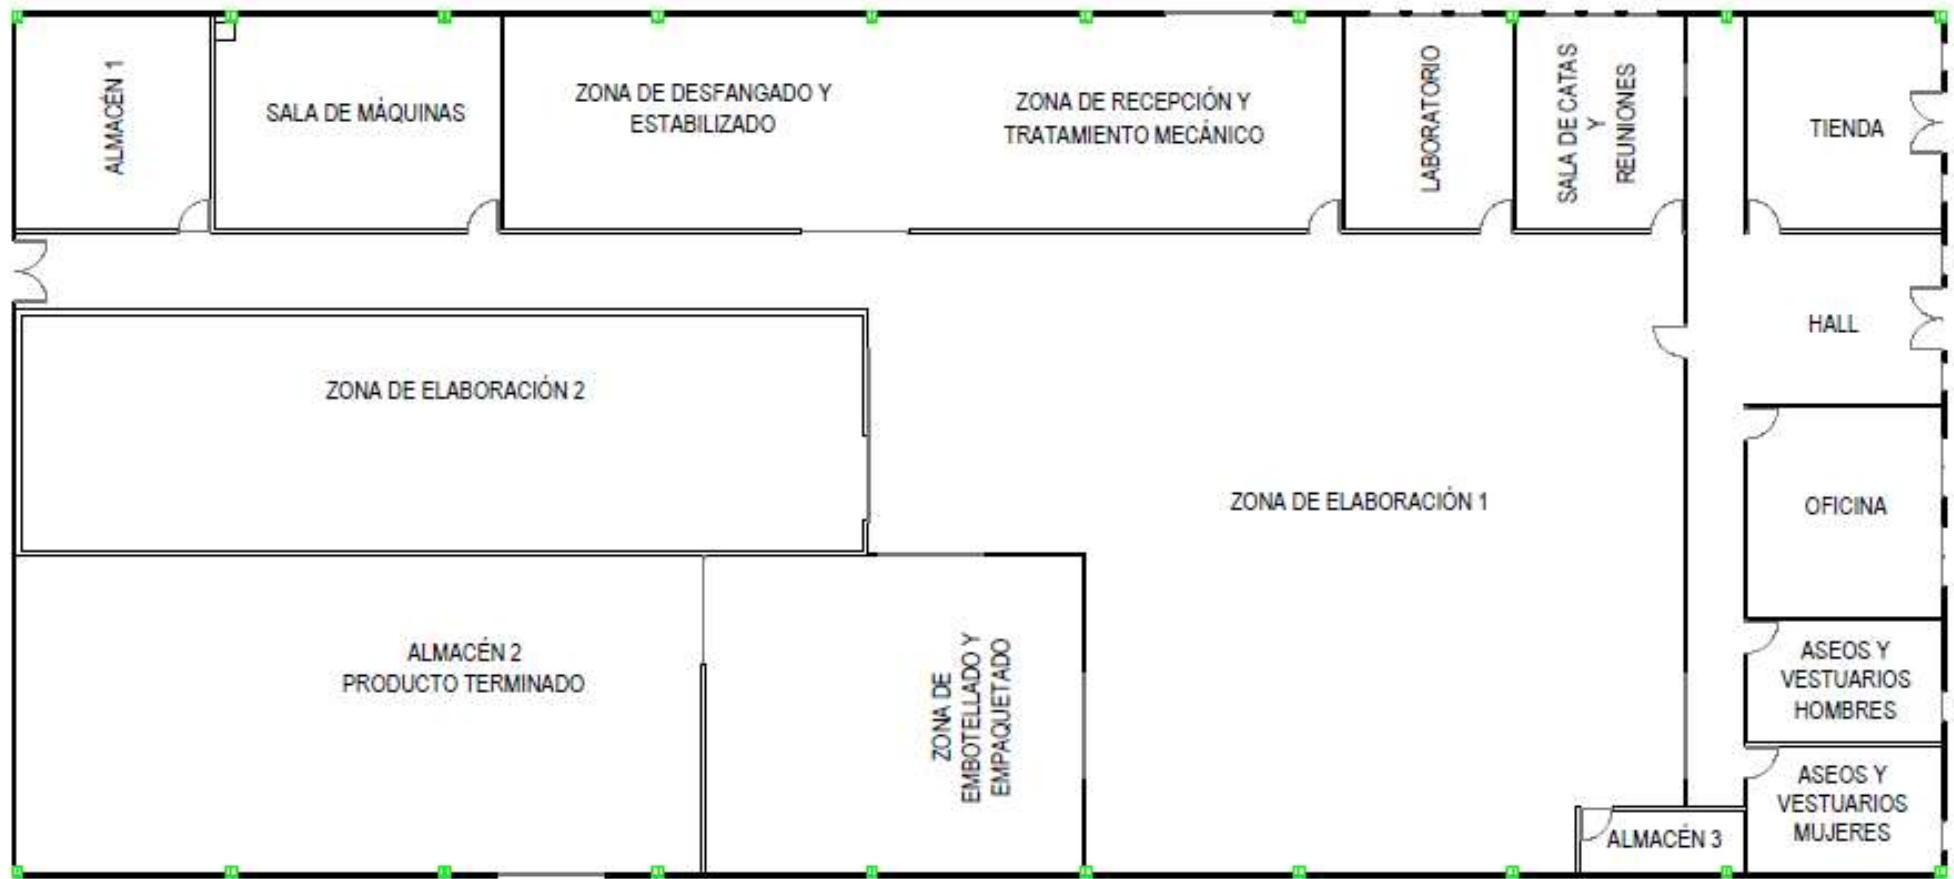 ALMACÉN 1
SALA DE MÁQUINAS
ZONA DE DESFANGADO Y
ESTABILIZADO
ZONA DE RECEPCIÓN Y
TRATAMIENTO MECÁNICO
LABORATORIO
SALA DE CATAS
Y
REUNIONES
TIENDA
HALL
ZONA DE ELABORACIÓN 2
ZONA DE ELABORACIÓN 1
OFICINA
ALMACÉN 2
PRODUCTO TERMINADO
ZONA DE
EMBOTELLADO Y
EMPAQUETADO
ASEOS Y
VESTUARIOS
HOMBRES
ASEOS Y
VESTUARIOS
MUJERES
ALMACÉN 3